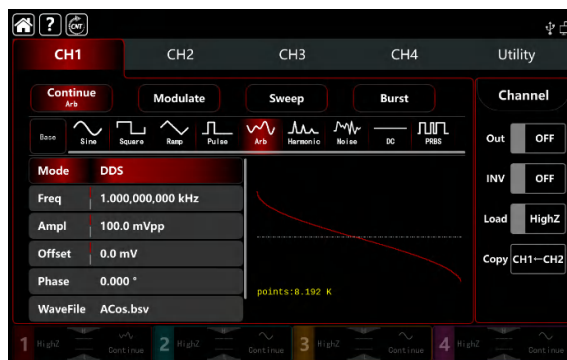 ? CNT
CH1 CH2 CH3 CH4 Utility
Continue Arb Modulate Sweep Burst Channel
Base Sine Square Ramp Pulse Arb Harmonic Noise DC PRBS
Out OFF
INV OFF
Load HighZ
Copy CH1←CH2
Mode DDS
Freq 1.000,000,000 kHz
Ampl 100.0 mVpp
Offset 0.0 mV
Phase 0.000 °
WaveFile ACos.bsv
points:8.192 K
1 HighZ Continue 2 HighZ Continue 3 HighZ Continue 4 HighZ Continue